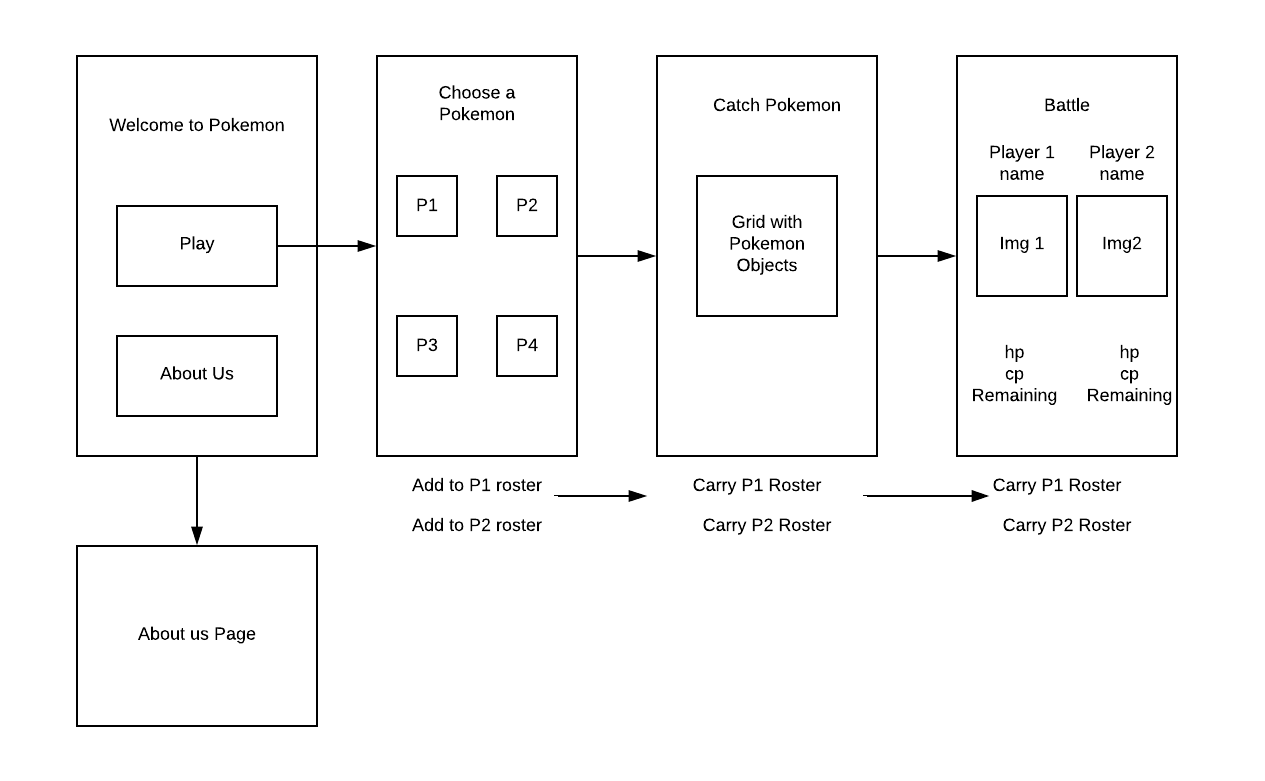 Welcome to Pokemon
Play
About Us
About us Page
Choose a
Pokemon
P1
P2
P3
P4
Add to P1 roster
Add to P2 roster
Catch Pokemon
Grid with
Pokemon
Objects
Carry P1 Roster
Carry P2 Roster
Battle
Player 1
name
Player 2
name
Img 1
Img2
hp
cp
Remaining
hp
cp
Remaining
Carry P1 Roster
Carry P2 Roster